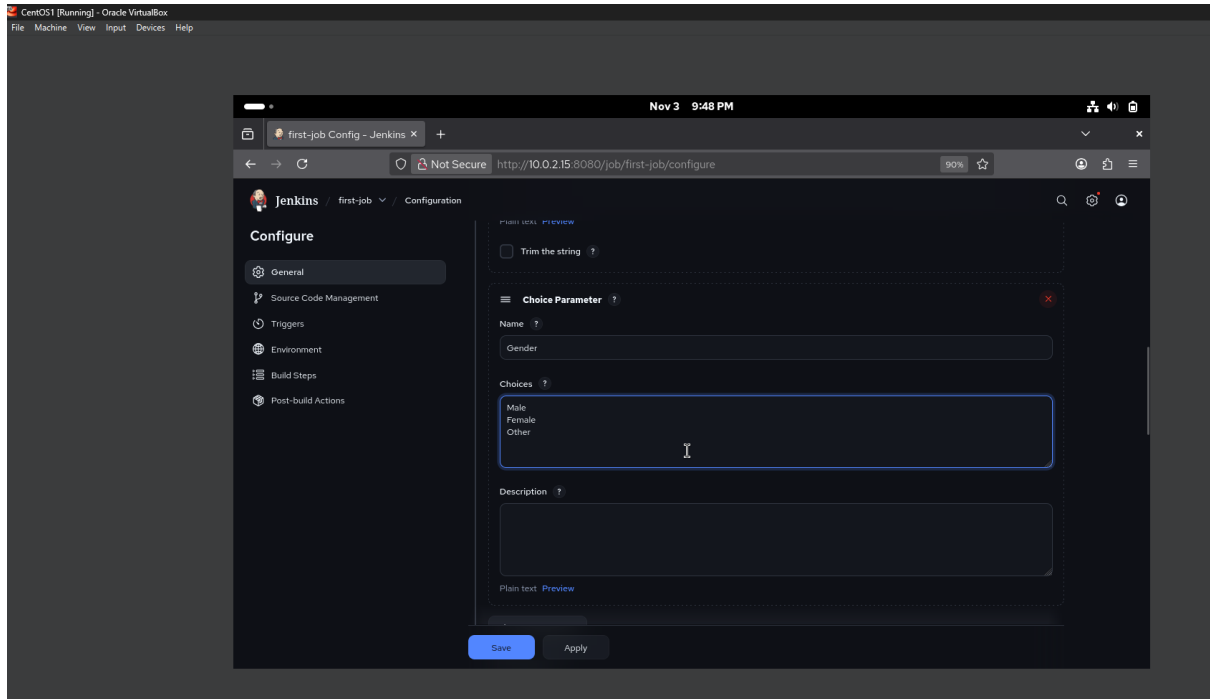 CentOS1 [Running] - Oracle VirtualBox
File Machine View Input Devices Help
Nov 3 9:48 PM
first-job Config - Jenkins × +
Not Secure http://10.0.2.15:8080/job/first-job/configure 90%
Jenkins / first-job / Configuration
Configure
General
Source Code Management
Triggers
Environment
Build Steps
Post-build Actions
Plain text Preview
Trim the string ?
Choice Parameter ?
Name ?
Gender
Choices ?
Male
Female
Other
Description ?
Plain text Preview
Save Apply